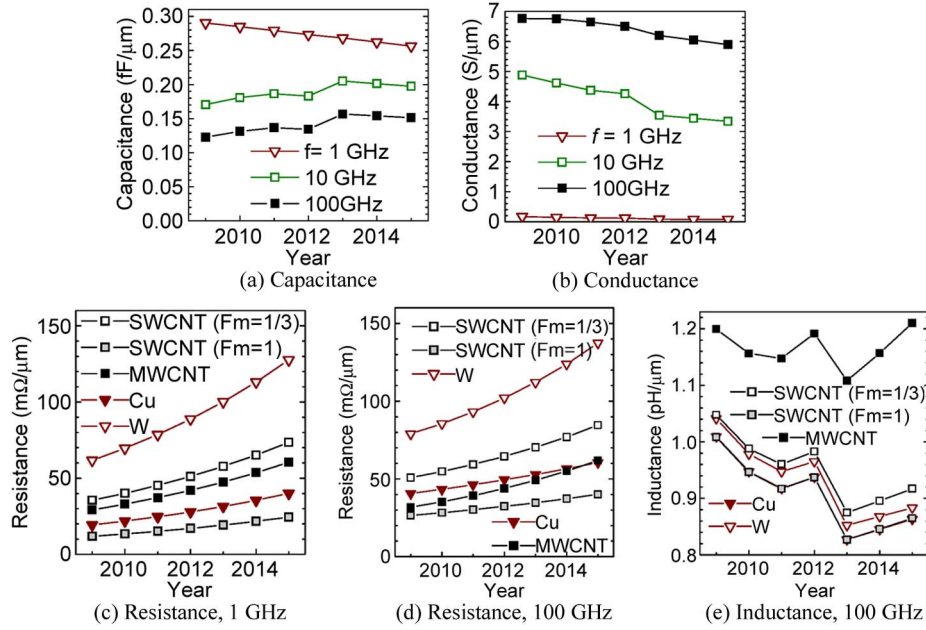 0.30
0.25
0.20
0.15
0.10
0.05
0.00
Capacitance (fF/μm)
f= 1 GHz
10 GHz
100GHz
2010 2012 2014
Year
(a) Capacitance
7
6
5
4
3
2
1
0
Conductance (S/μm)
f = 1 GHz
10 GHz
100GHz
2010 2012 2014
Year
(b) Conductance
150
100
50
0
Resistance (mΩ/μm)
SWCNT (Fm=1/3)
SWCNT (Fm=1)
MWCNT
Cu
W
2010 2012 2014
Year
(c) Resistance, 1 GHz
150
100
50
0
Resistance (mΩ/μm)
SWCNT (Fm=1/3)
SWCNT (Fm=1)
W
Cu
MWCNT
2010 2012 2014
Year
(d) Resistance, 100 GHz
1.2
1.1
1.0
0.9
0.8
Inductance (pH/μm)
SWCNT (Fm=1/3)
SWCNT (Fm=1)
MWCNT
Cu
W
2010 2012 2014
Year
(e) Inductance, 100 GHz